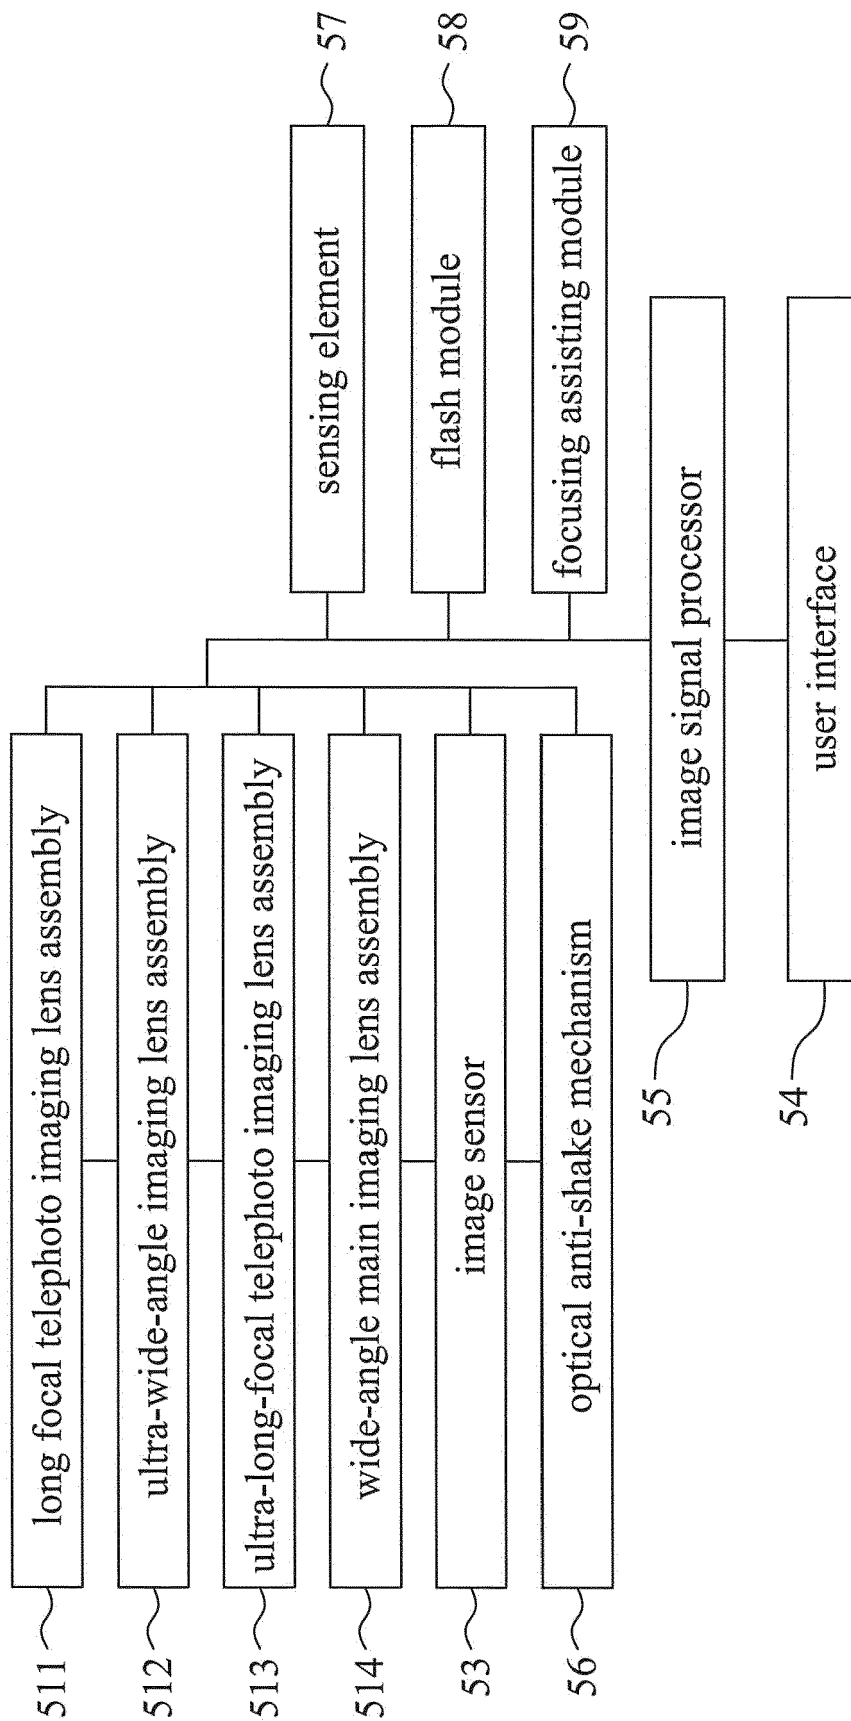 511 long focal telephoto imaging lens assembly
512 ultra-wide-angle imaging lens assembly
513 ultra-long-focal telephoto imaging lens assembly
514 wide-angle main imaging lens assembly
53 image sensor
56 optical anti-shake mechanism
sensing element 57
flash module 58
focusing assisting module 59
55 image signal processor
54 user interface